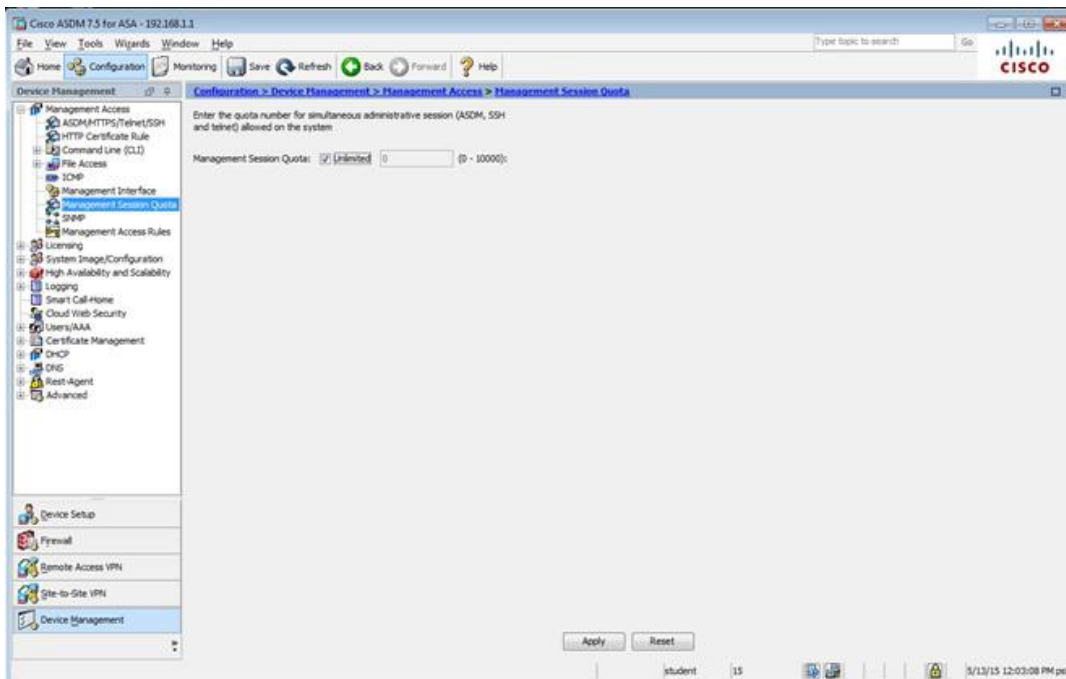 Cisco ASDM 7.5 for ASA - 192.168.1.1
File View Tools Wizards Window Help
Type topic to search Go
Home Configuration Monitoring Save Refresh Back Forward Help
CISCO
Device Management
Configuration > Device Management > Management Access > Management Session Quota
Management Access
ASDM/HTTPS/Telnet/SSH
HTTP Certificate Rule
Command Line (CLI)
File Access
ICMP
Management Interface
Management Session Quota
SNMP
Management Access Rules
Licensing
System Image/Configuration
High Availability and Scalability
Logging
Smart Call-Home
Cloud Web Security
Users/AAA
Certificate Management
DHCP
DNS
Rest-Agent
Advanced
Enter the quota number for simultaneous administrative session (ASDM, SSH
and telnet) allowed on the system
Management Session Quota: Unlimited 0 (0 - 10000):
Device Setup
Firewall
Remote Access VPN
Site-to-Site VPN
Device Management
Apply Reset
student 15 5/13/15 12:03:08 PM